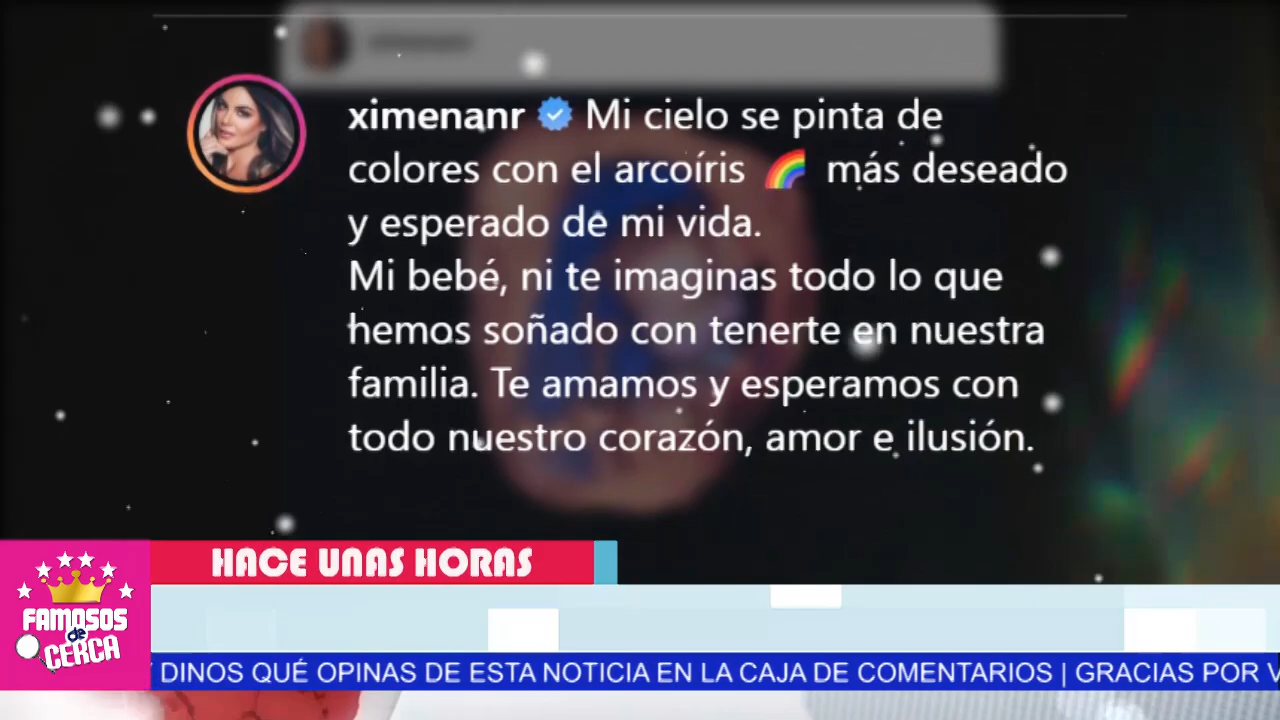 ximenanr Mi cielo se pinta de
colores con el arcoíris 🌈 más deseado
y esperado de mi vida.
Mi bebé, ni te imaginas todo lo que
hemos soñado con tenerte en nuestra
familia. Te amamos y esperamos con
todo nuestro corazón, amor e ilusión.
HACE UNAS HORAS
FAMOSOS
de
CERCA
DINOS QUÉ OPINAS DE ESTA NOTICIA EN LA CAJA DE COMENTARIOS | GRACIAS POR